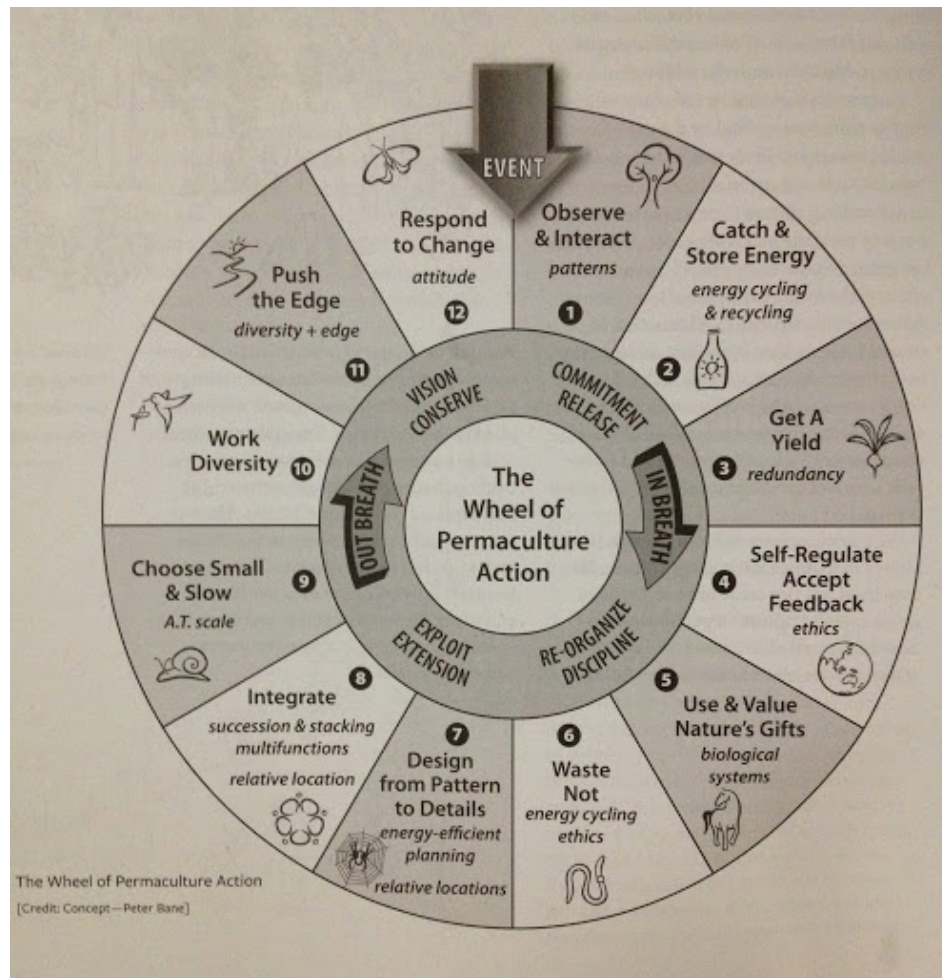 EVENT
Observe
& Interact
patterns
1
Catch &
Store Energy
energy cycling
& recycling
2
Get A
Yield
redundancy
3
Self-Regulate
Accept
Feedback
ethics
4
Use & Value
Nature's Gifts
biological
systems
5
Waste
Not
energy cycling
ethics
6
Design
from Pattern
to Details
energy-efficient
planning
relative locations
7
Integrate
succession & stacking
multifunctions
relative location
8
Choose Small
& Slow
A.T. scale
9
Work
Diversity
10
Push
the Edge
diversity + edge
11
Respond
to Change
attitude
12
COMMITMENT
RELEASE
IN BREATH
RE-ORGANIZE
DISCIPLINE
EXPLOIT
EXTENSION
OUT BREATH
VISION
CONSERVE
The
Wheel of
Permaculture
Action
The Wheel of Permaculture Action
[Credit: Concept—Peter Bane]